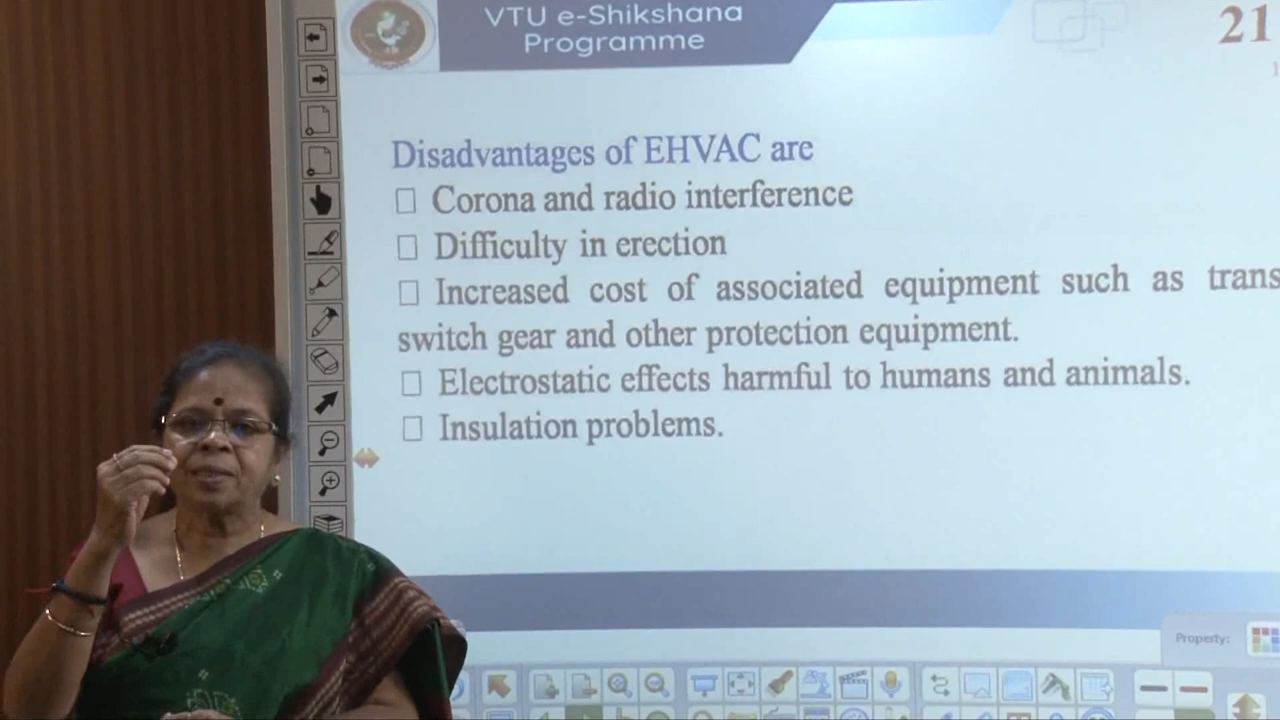 VTU e-Shikshana
Programme
21
Disadvantages of EHVAC are
Corona and radio interference
Difficulty in erection
Increased cost of associated equipment such as trans
switch gear and other protection equipment.
Electrostatic effects harmful to humans and animals.
Insulation problems.
Property: